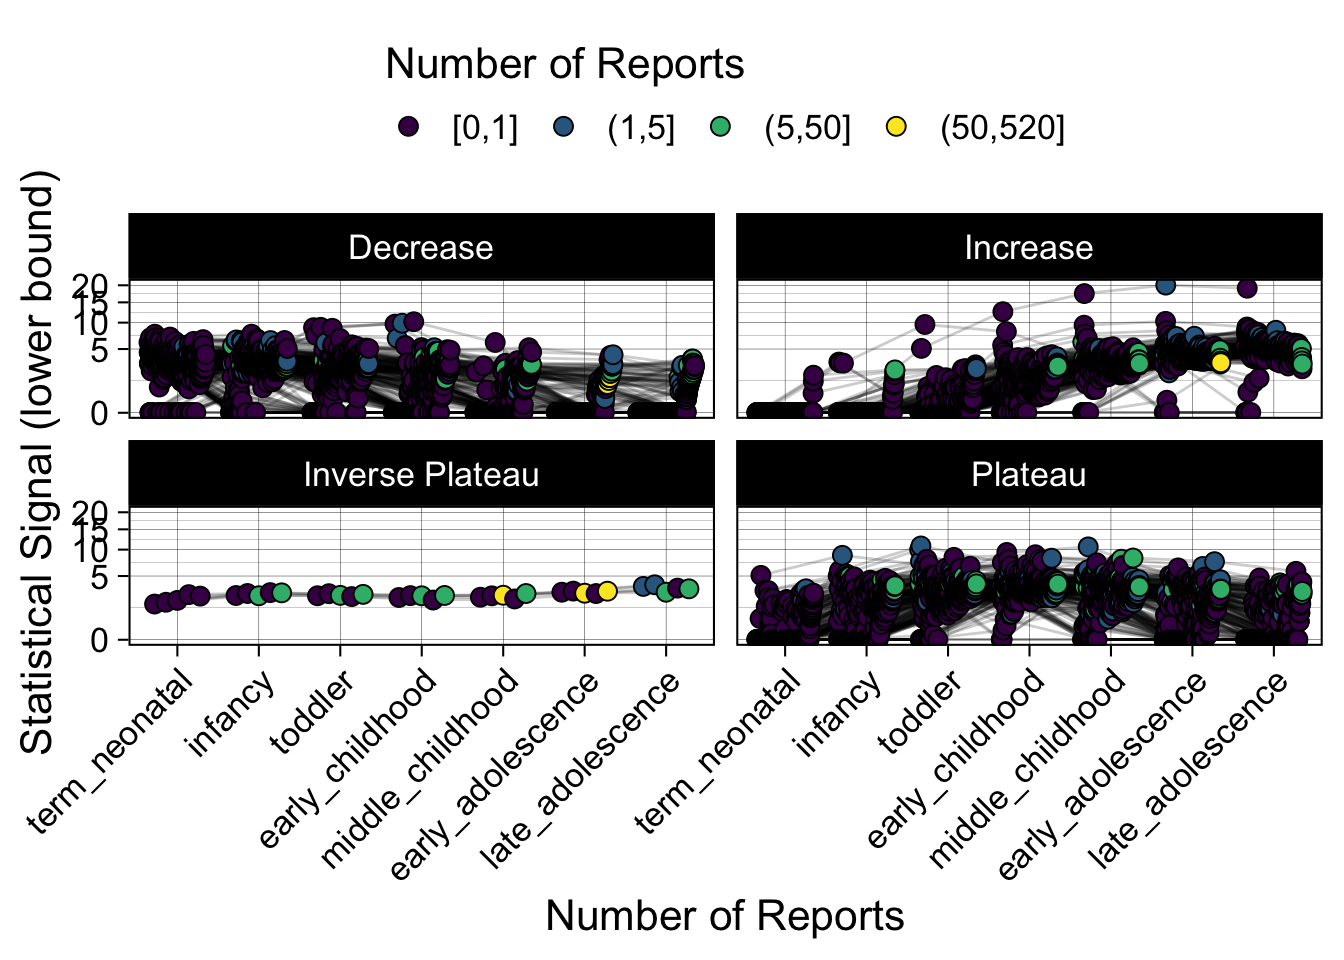 Number of Reports
[0,1] (1,5] (5,50] (50,520]
Statistical Signal (lower bound)
Decrease Increase
20
15
10
5
0
Inverse Plateau Plateau
20
15
10
5
0
term_neonatal infancy toddler early_childhood middle_childhood early_adolescence late_adolescence
term_neonatal infancy toddler early_childhood middle_childhood early_adolescence late_adolescence
Number of Reports